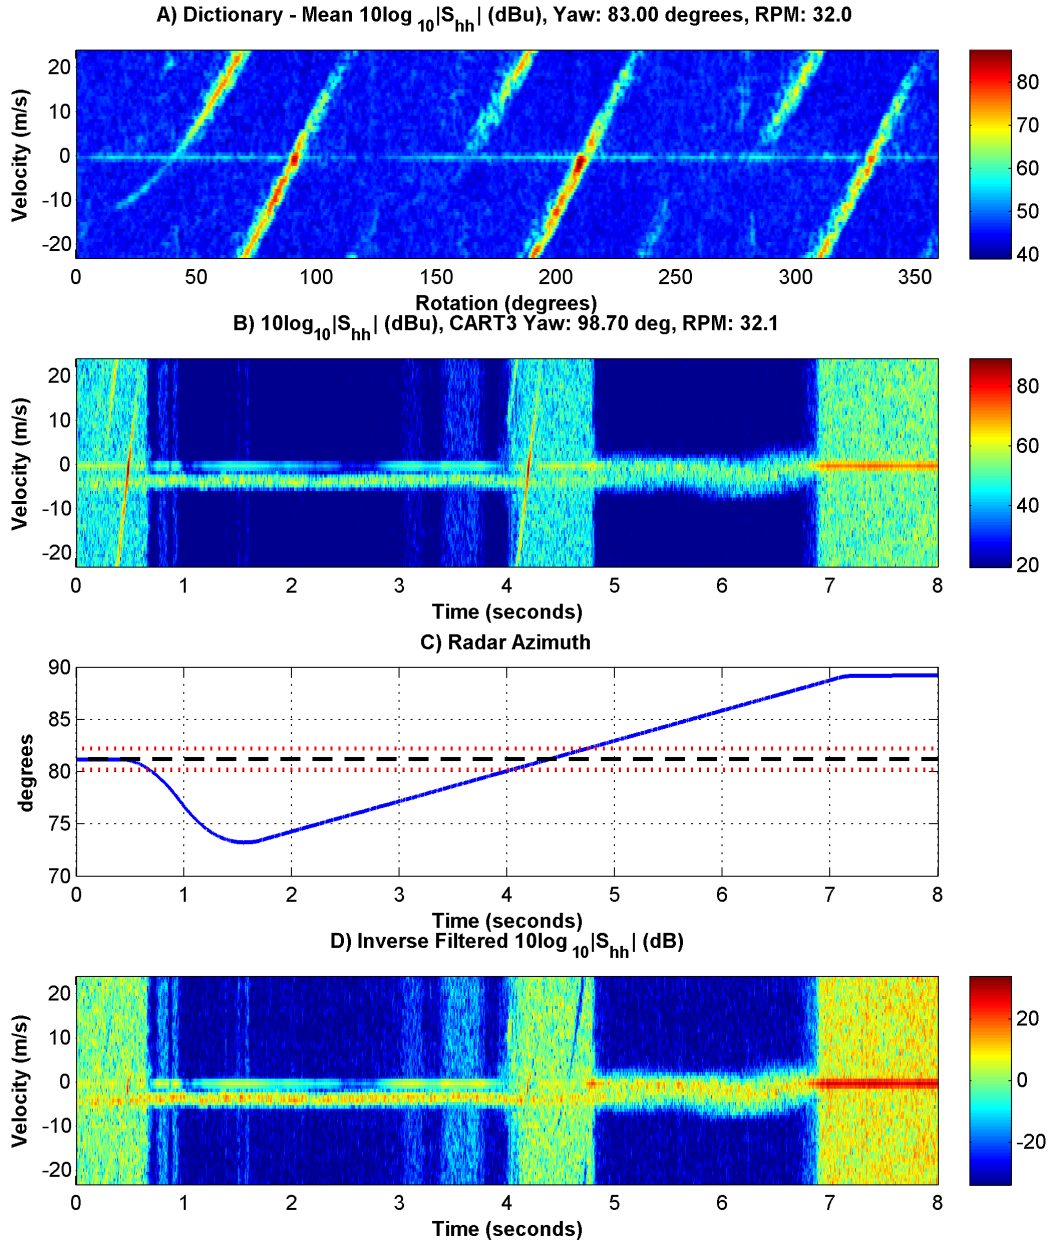 A) Dictionary - Mean 10log10|Shh| (dBu), Yaw: 83.00 degrees, RPM: 32.0
Velocity (m/s)
20
10
0
-10
-20
0 50 100 150 200 250 300 350
Rotation (degrees)
80
70
60
50
40
B) 10log10|Shh| (dBu), CART3 Yaw: 98.70 deg, RPM: 32.1
Velocity (m/s)
20
10
0
-10
-20
0 1 2 3 4 5 6 7 8
Time (seconds)
80
60
40
20
C) Radar Azimuth
degrees
90
85
80
75
70
0 1 2 3 4 5 6 7 8
Time (seconds)
D) Inverse Filtered 10log10|Shh| (dB)
Velocity (m/s)
20
10
0
-10
-20
0 1 2 3 4 5 6 7 8
Time (seconds)
20
0
-20